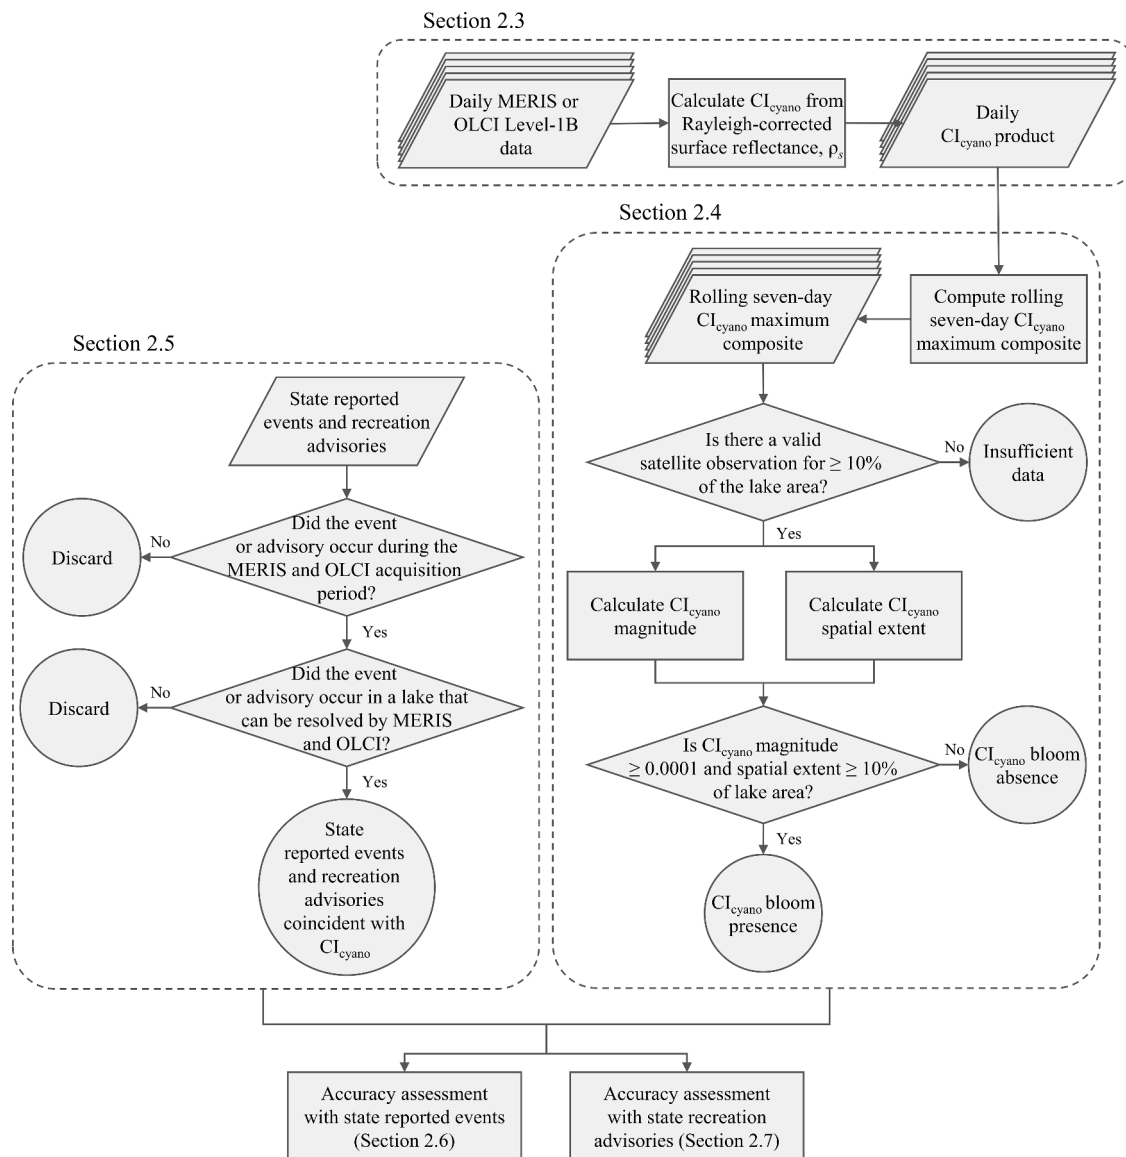 Section 2.3
Daily MERIS or
OLCI Level-1B
data
Calculate CIcyano from
Rayleigh-corrected
surface reflectance, ρs
Daily
CIcyano product
Section 2.4
Rolling seven-day
CIcyano maximum
composite
Compute rolling
seven-day CIcyano
maximum composite
Is there a valid
satellite observation for ≥ 10%
of the lake area?
No
Insufficient
data
Yes
Calculate CIcyano
magnitude
Calculate CIcyano
spatial extent
Is CIcyano magnitude
≥ 0.0001 and spatial extent ≥ 10%
of lake area?
No
CIcyano bloom
absence
Yes
CIcyano bloom
presence
Section 2.5
State reported
events and recreation
advisories
Did the event
or advisory occur during the
MERIS and OLCI acquisition
period?
No
Discard
Yes
Did the event
or advisory occur in a lake that
can be resolved by MERIS
and OLCI?
No
Discard
Yes
State
reported events
and recreation
advisories
coincident with
CIcyano
Accuracy assessment
with state reported events
(Section 2.6)
Accuracy assessment
with state recreation
advisories (Section 2.7)